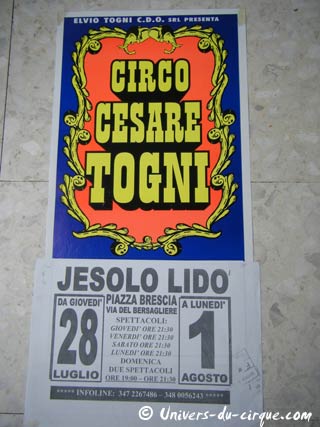 ELVIO TOGNI C.D.O. SRL PRESENTA
CIRCO
CESARE
TOGNI
JESOLO LIDO
DA GIOVEDI'
28
LUGLIO
PIAZZA BRESCIA
VIA DEL BERSAGLIERE
SPETTACOLI:
GIOVEDI' ORE 21:30
VENERDI' ORE 21:30
SABATO ORE 21:30
LUNEDI' ORE 21:30
DOMENICA
DUE SPETTACOLI
ORE 19:00 – ORE 21:30
A LUNEDI'
1
AGOSTO
***** INFOLINE: 347 2267486 – 348 0056243 *****
© Univers-du-cirque.com